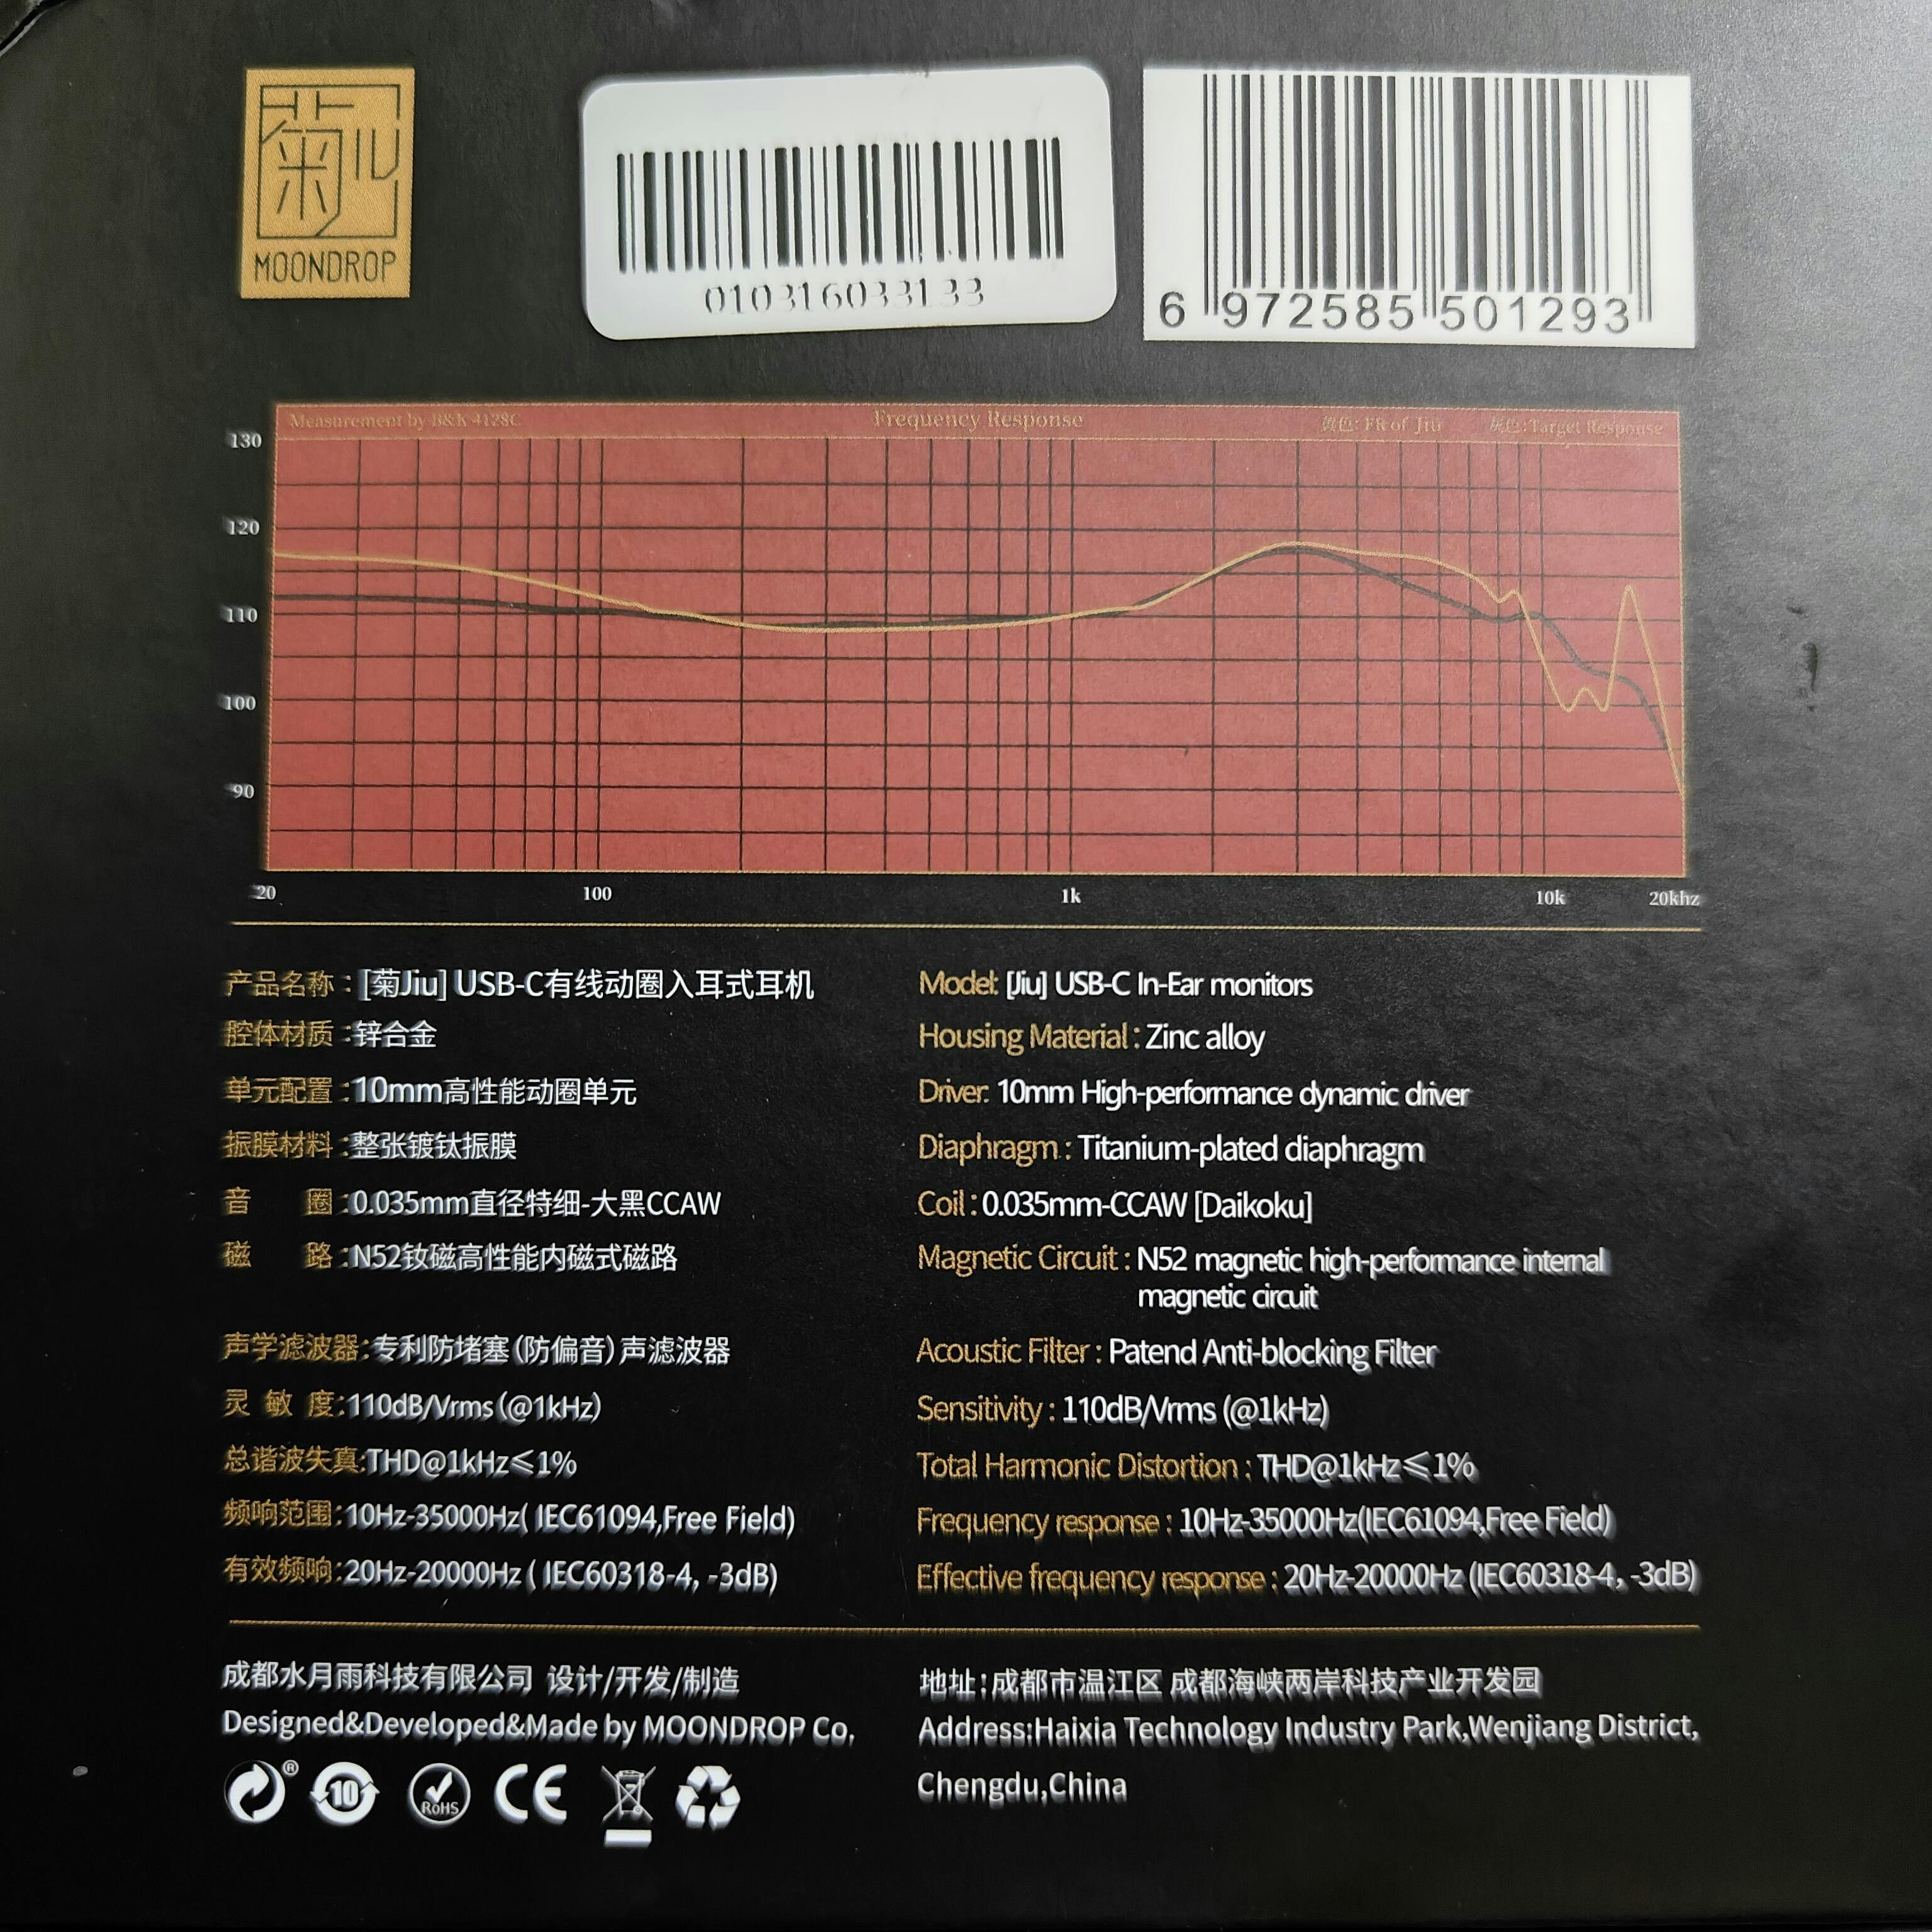 菊
MOONDROP
010316033133
6 972585 501293
Measurement by B&K 4128C
Frequency Response
黄色: FR of Jiu
灰色:Target Response
130
120
110
100
90
20
100
1k
10k
20khz
产品名称：[菊Jiu] USB-C有线动圈入耳式耳机
腔体材质：锌合金
单元配置：10mm高性能动圈单元
振膜材料：整张镀钛振膜
音 圈：0.035mm直径特细-大黑CCAW
磁 路：N52钕磁高性能内磁式磁路
声学滤波器：专利防堵塞（防偏音）声滤波器
灵 敏 度：110dB/Vrms（@1kHz）
总谐波失真：THD@1kHz≤1%
频响范围：10Hz-35000Hz( IEC61094,Free Field)
有效频响：20Hz-20000Hz ( IEC60318-4, -3dB)
Model: [Jiu] USB-C In-Ear monitors
Housing Material : Zinc alloy
Driver: 10mm High-performance dynamic driver
Diaphragm : Titanium-plated diaphragm
Coil : 0.035mm-CCAW [Daikoku]
Magnetic Circuit : N52 magnetic high-performance internal
magnetic circuit
Acoustic Filter : Patend Anti-blocking Filter
Sensitivity : 110dB/Vrms (@1kHz)
Total Harmonic Distortion : THD@1kHz≤1%
Frequency response : 10Hz-35000Hz(IEC61094,Free Field)
Effective frequency response : 20Hz-20000Hz (IEC60318-4, -3dB)
成都水月雨科技有限公司 设计/开发/制造
Designed&Developed&Made by MOONDROP Co.
地址：成都市温江区 成都海峡两岸科技产业开发园
Address:Haixia Technology Industry Park,Wenjiang District,
Chengdu,China
®
10
RoHS
CE